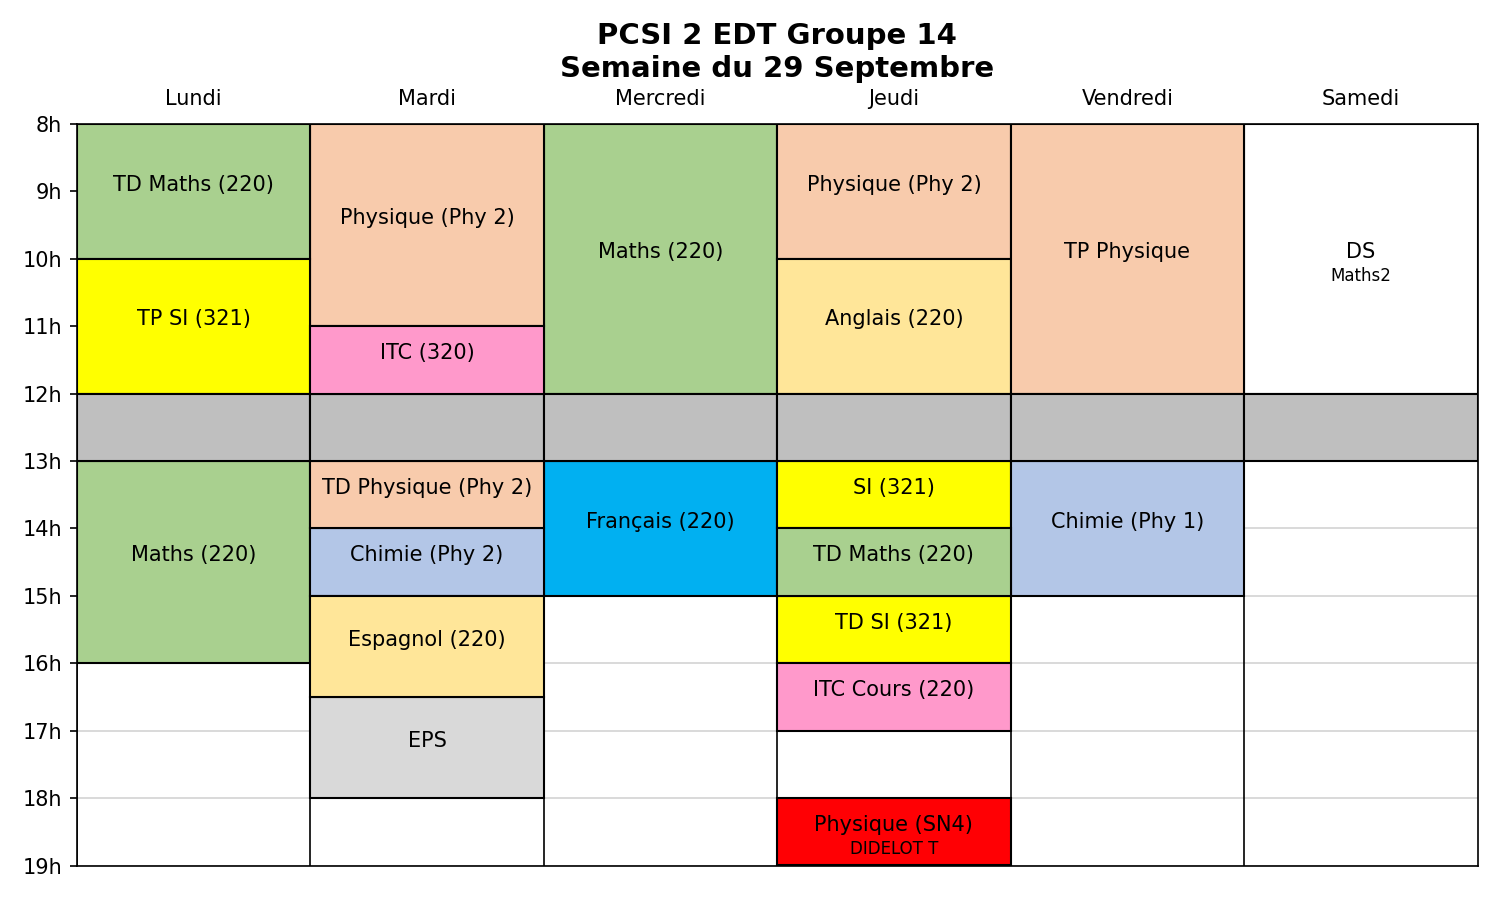 PCSI 2 EDT Groupe 14
Semaine du 29 Septembre
Lundi Mardi Mercredi Jeudi Vendredi Samedi
8h
TD Maths (220) Physique (Phy 2)
9h
Physique (Phy 2)
10h Maths (220) TP Physique DS
Maths2
TP SI (321) Anglais (220)
11h
ITC (320)
12h
13h
TD Physique (Phy 2) SI (321)
14h Français (220) Chimie (Phy 1)
Maths (220) Chimie (Phy 2) TD Maths (220)
15h
TD SI (321)
Espagnol (220)
16h
ITC Cours (220)
17h
EPS
18h
Physique (SN4)
DIDELOT T
19h